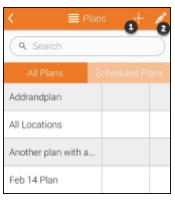 Plans
1
2
Search
All Plans Scheduled Plans
Addrandplan
All Locations
Another plan with a...
Feb 14 Plan